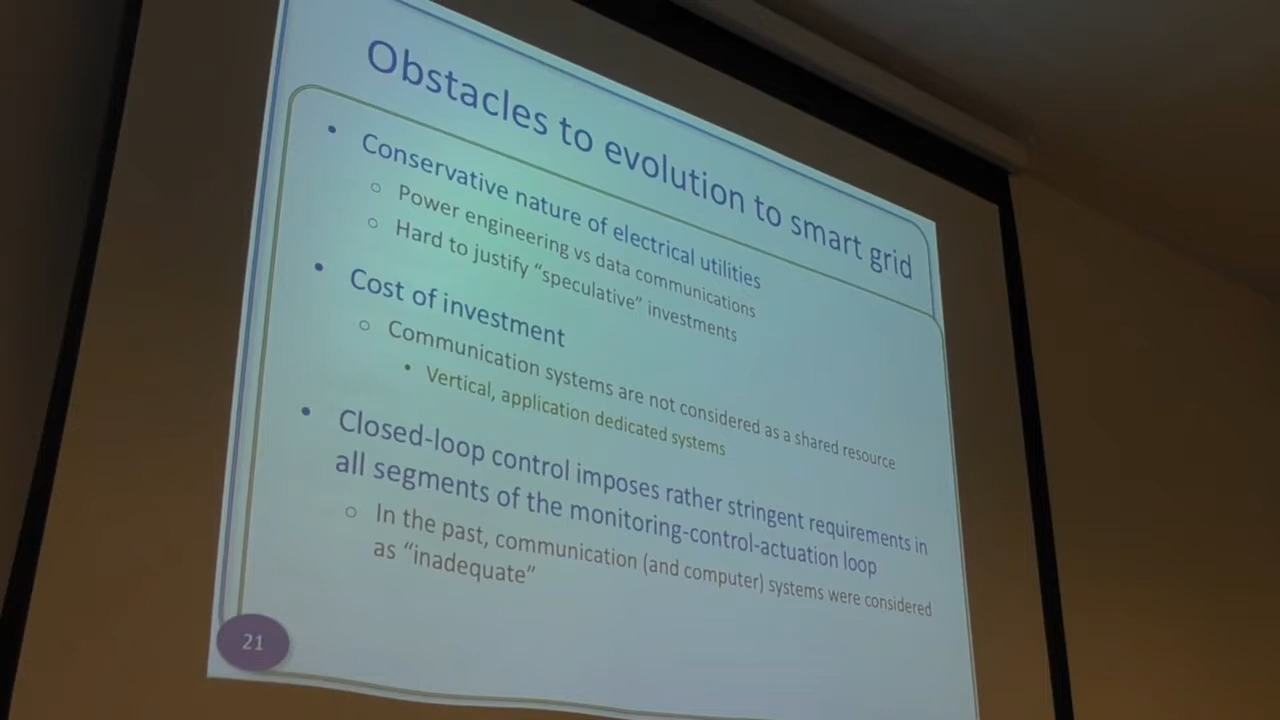 Obstacles to evolution to smart grid
• Conservative nature of electrical utilities
○ Power engineering vs data communications
○ Hard to justify “speculative” investments
• Cost of investment
○ Communication systems are not considered as a shared resource
• Vertical, application dedicated systems
• Closed-loop control imposes rather stringent requirements in
all segments of the monitoring-control-actuation loop
○ In the past, communication (and computer) systems were considered
as “inadequate”
21